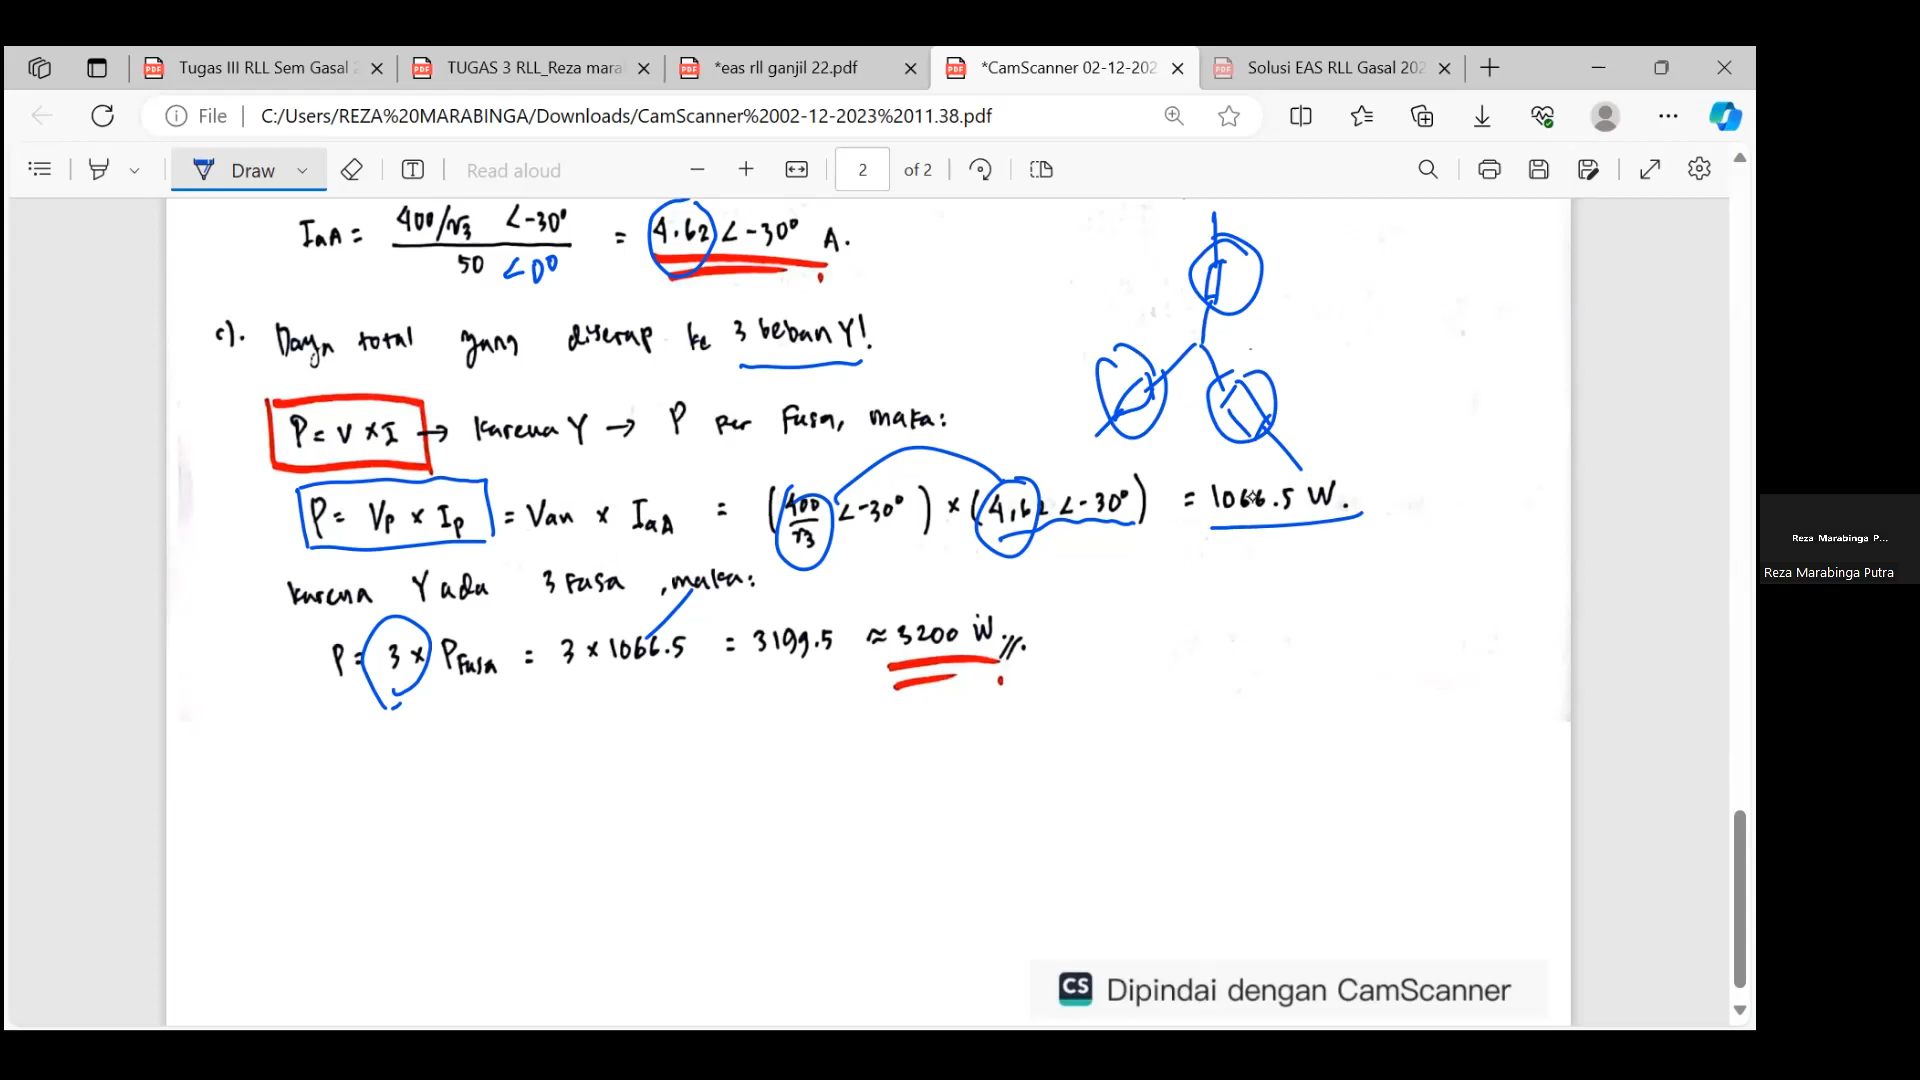 Tugas III RLL Sem Gasal 2
TUGAS 3 RLL_Reza mara
*eas rll ganjil 22.pdf
*CamScanner 02-12-202
Solusi EAS RLL Gasal 202
File
C:/Users/REZA%20MARABINGA/Downloads/CamScanner%2002-12-2023%2011.38.pdf
Draw
Read aloud
2
of 2
IaA = 400/√3 ∠-30° / 50 ∠0° = 4.62 ∠-30° A.
c). Daya total yang diserap ke 3 beban Y!
P = V × I → karena Y → P per Fusa, maka:
P = Vp × Ip = Van × IaA = (400/√3 ∠-30°) × (4.62 ∠-30°) = 1066.5 W.
karena Y ada 3 Fasa, maka:
P = 3 × PFusa = 3 × 1066.5 = 3199.5 ≈ 3200 W //.
CS Dipindai dengan CamScanner
Reza Marabinga P...
Reza Marabinga Putra